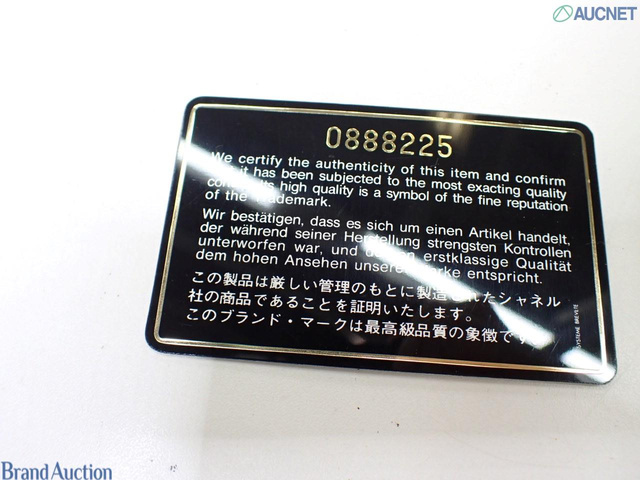 AUCNET
0888225
We certify the authenticity of this item and confirm
it has been subjected to the most exacting quality
its high quality is a symbol of the fine reputation
of the trademark.
Wir bestätigen, dass es sich um einen Artikel handelt,
der während seiner Herstellung strengsten Kontrollen
unterworfen war, und dessen erstklassige Qualität
dem hohen Ansehen unserer Marke entspricht.
この製品は厳しい管理のもとに製造されたシャネル
社の商品であることを証明いたします。
このブランド・マークは最高級品質の象徴です。
SYSTEME BREVETE
Brand Auction